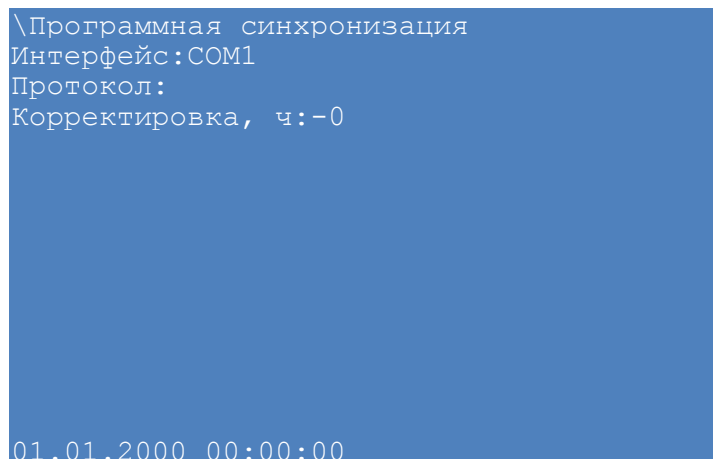 \Программная синхронизация
Интерфейс:COM1
Протокол:
Корректировка, ч:-0
01.01.2000 00:00:00